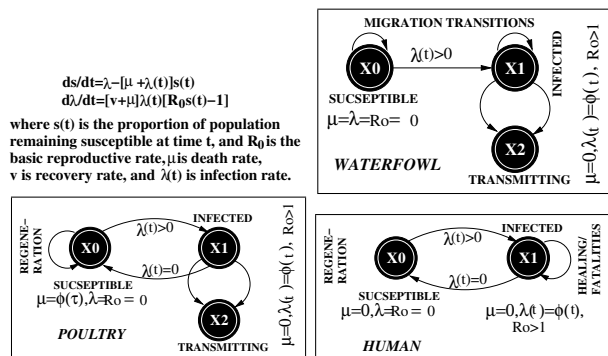 ds/dt=λ−[μ +λ(t)]s(t)
dλ/dt=[v+μ]λ(t)[R₀s(t)−1]
where s(t) is the proportion of population
remaining susceptible at time t, and R₀ is the
basic reproductive rate, μ is death rate,
v is recovery rate, and λ(t) is infection rate.
MIGRATION TRANSITIONS
X0
λ(t)>0
X1
INFECTED
SUCSEPTIBLE
μ=λ=Ro= 0
X2
WATERFOWL
TRANSMITTING
μ=0,λ(t)=φ(t), Ro>1
REGENE-
RATION
X0
λ(t)>0
INFECTED
X1
λ(t)=0
SUCSEPTIBLE
μ=φ(τ),λ=Ro= 0
X2
POULTRY
TRANSMITTING
μ=0,λ(t)=φ(t), Ro>1
REGENE-
RATION
X0
λ(t)>0
INFECTED
X1
λ(t)=0
HEALING/
FATALITIES
SUCSEPTIBLE
μ=0,λ=Ro= 0
μ=0,λ(t)=φ(t),
Ro>1
HUMAN